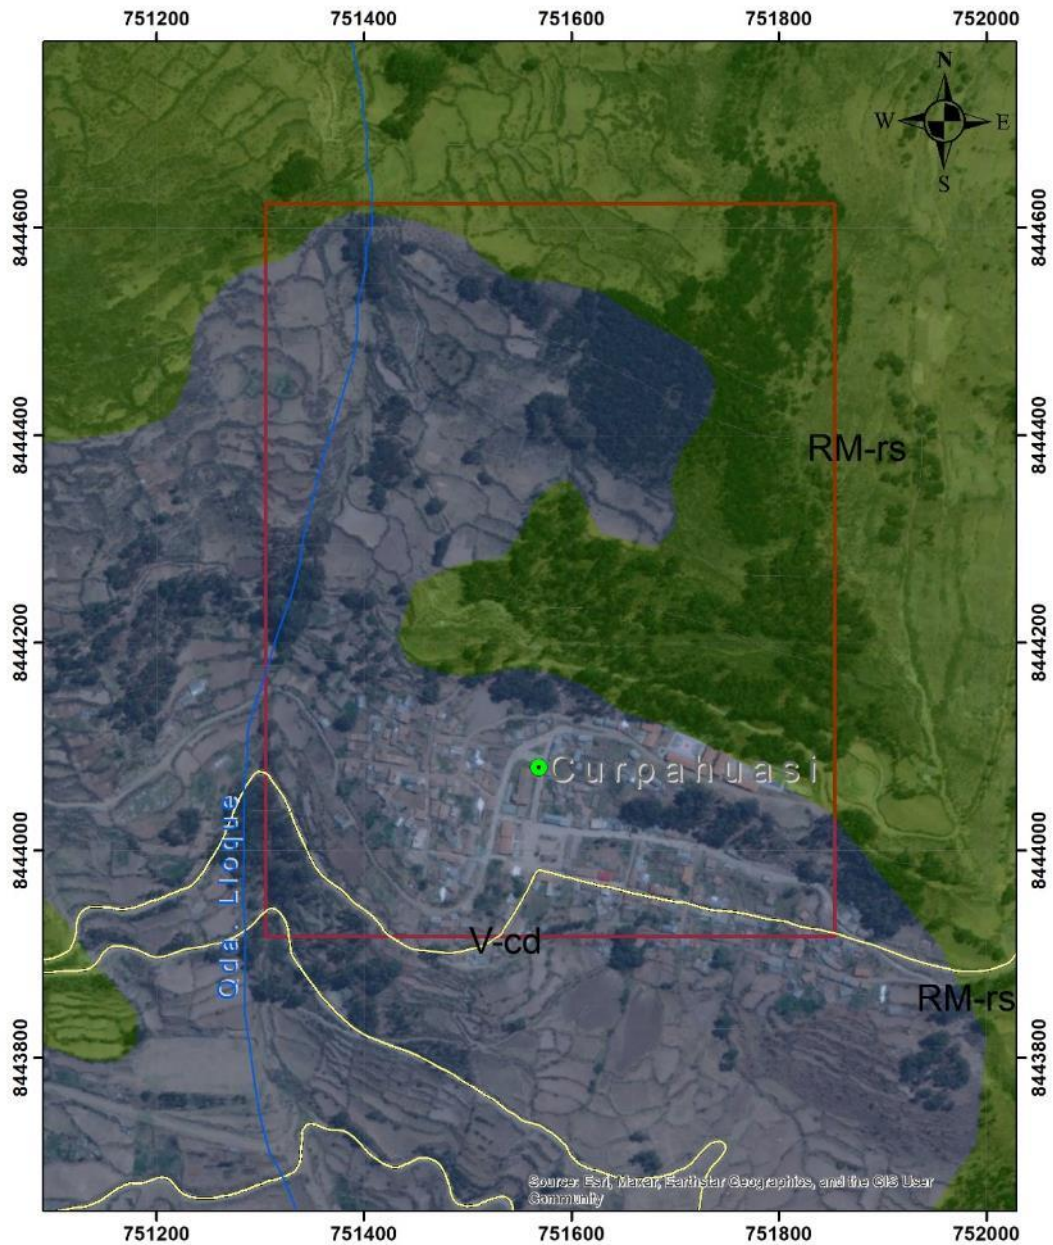 751200 751400 751600 751800 752000
N
W E
S
8444600 8444600
RM-rs
8444400 8444400
8444200 8444200
Curpahuasi
Qda. Lloqua
8444000 8444000
V-cd
RM-rs
8443800 8443800
Source: Esri, Maxar, Earthstar Geographics, and the GIS User
Community
751200 751400 751600 751800 752000